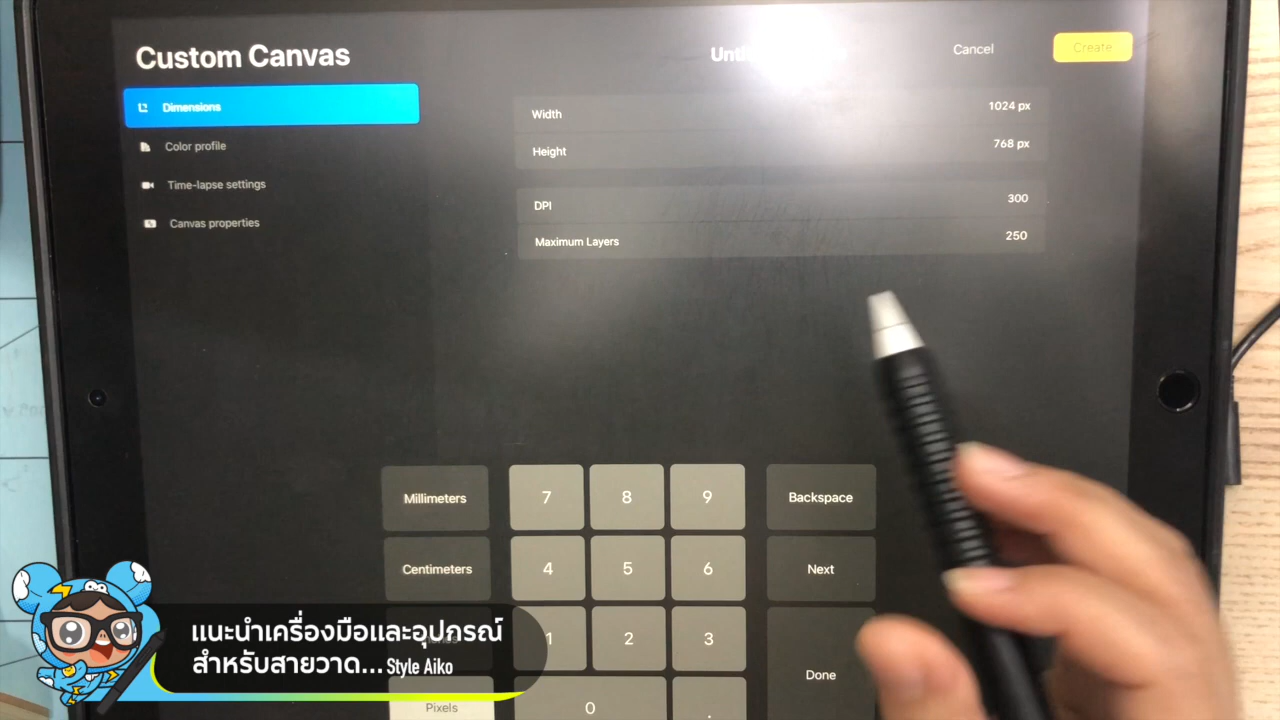 Custom Canvas
Cancel
Create
Dimensions
Color profile
Time-lapse settings
Canvas properties
Width 1024 px
Height 768 px
DPI 300
Maximum Layers 250
Millimeters 7 8 9 Backspace
Centimeters 4 5 6 Next
1 2 3
Done
Pixels 0 .
แนะนำเครื่องมือและอุปกรณ์
สำหรับสายวาด... Style Aiko